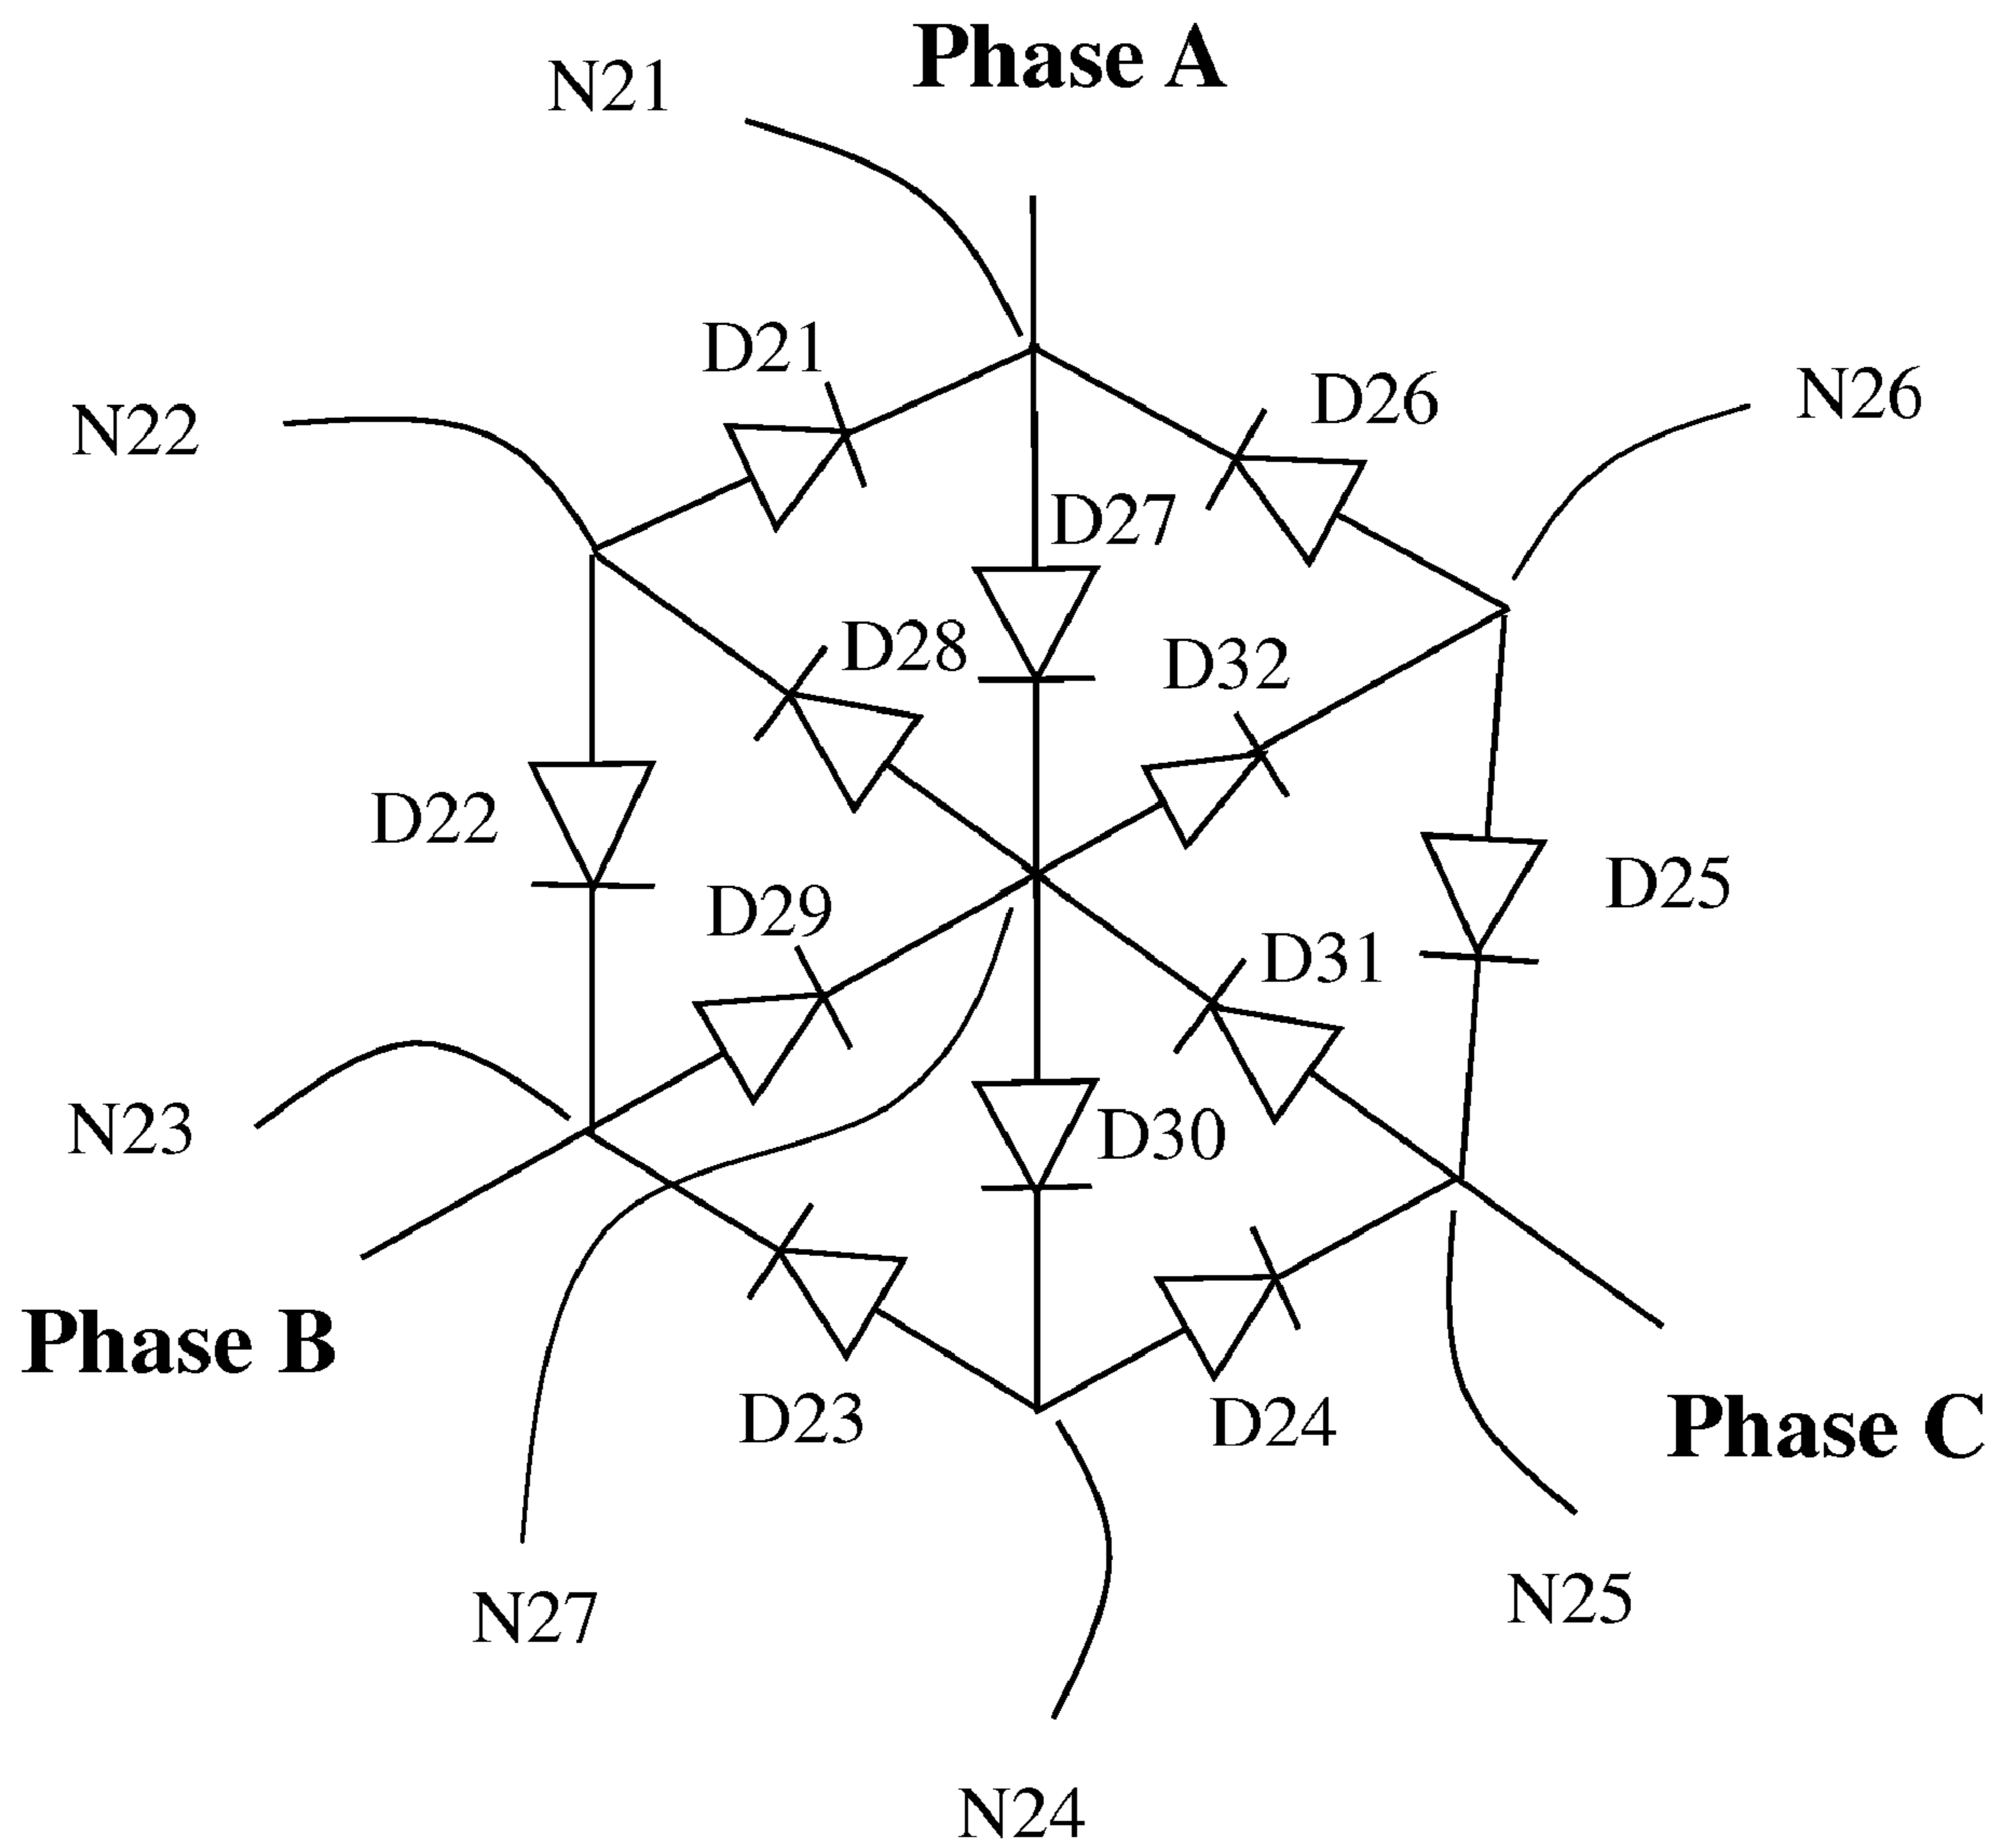 Phase A
N21
D21
D26
N26
N22
D27
D28
D32
D22
D29
D25
D31
N23
D30
Phase B
D23
D24
Phase C
N27
N25
N24